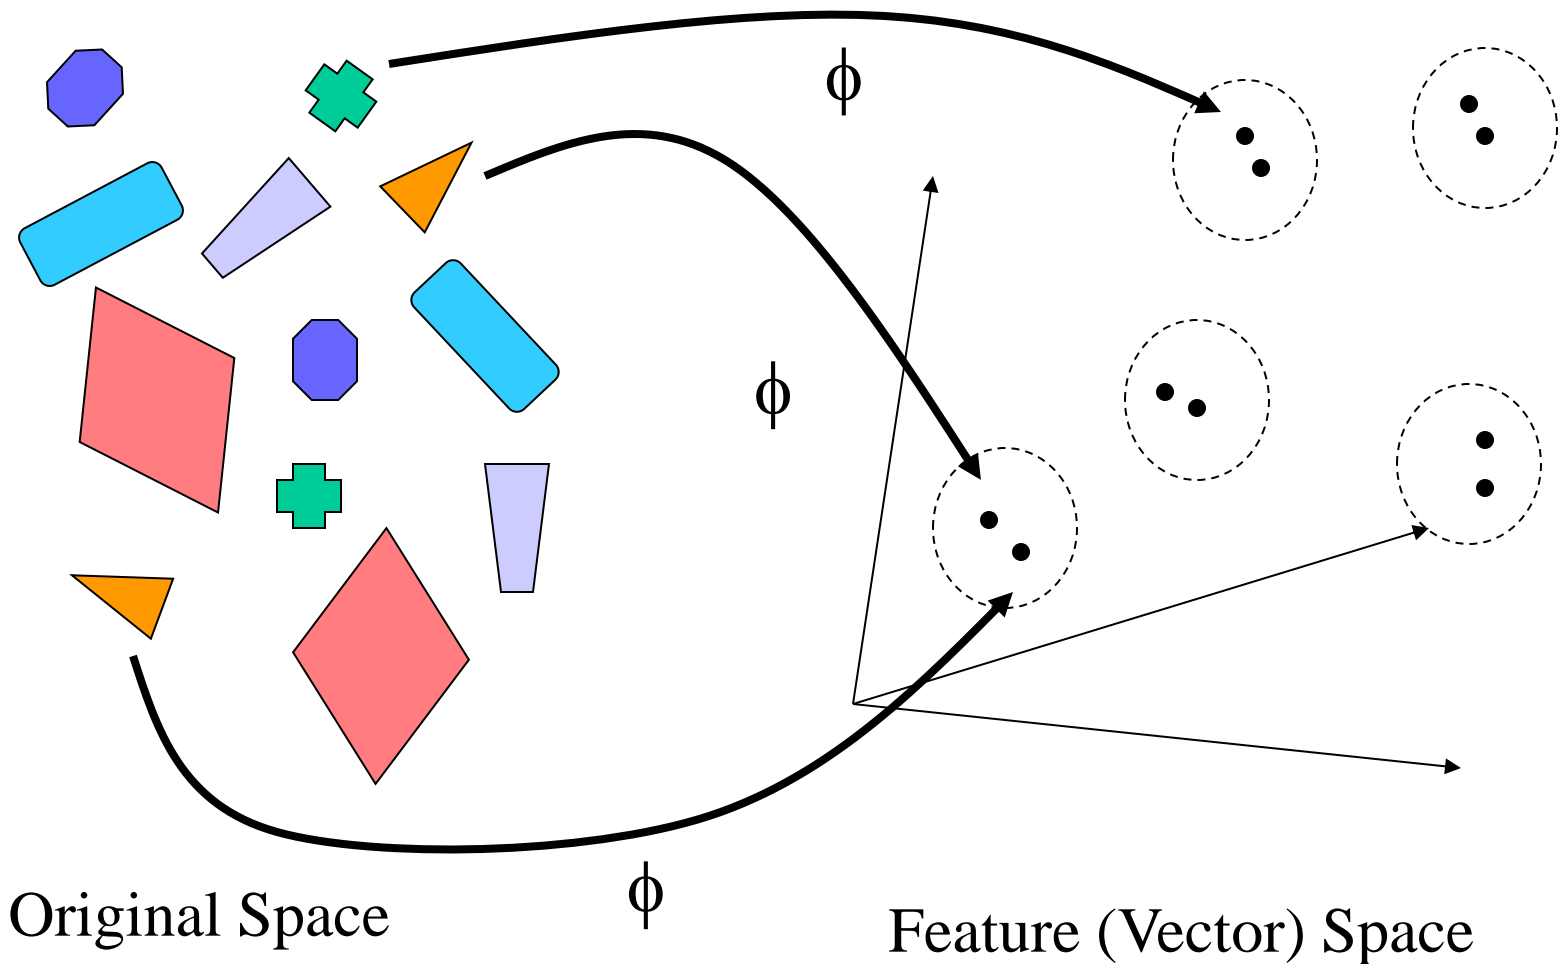 ϕ
ϕ
ϕ
Original Space
Feature (Vector) Space